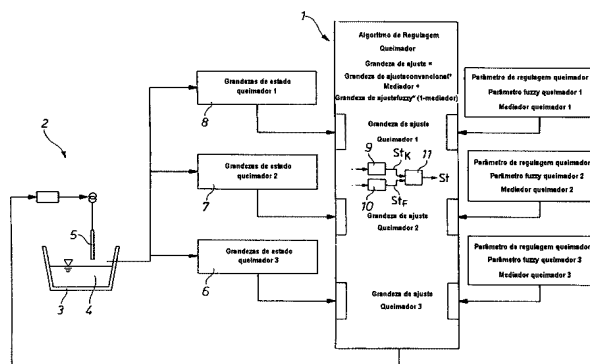 1
Algoritmo de Regulagem
Queimador
Grandeza de ajuste =
Grandeza de ajusteconvencional*
Mediador +
Grandeza de ajustefuzzy* (1-mediador)
Grandezas de estado
queimador 1
8
Parâmetro de regulagem queimador
Parâmetro fuzzy queimador 1
Mediador queimador 1
Grandeza de ajuste
Queimador 1
2
9
StK
11
St
10
StF
Grandezas de estado
queimador 2
7
Parâmetro de regulagem queimador
Parâmetro fuzzy queimador 2
Mediador queimador 2
Grandeza de ajuste
Queimador 2
5
3
4
Grandezas de estado
queimador 3
6
Parâmetro de regulagem queimador
Parâmetro fuzzy queimador 3
Mediador queimador 3
Grandeza de ajuste
Queimador 3